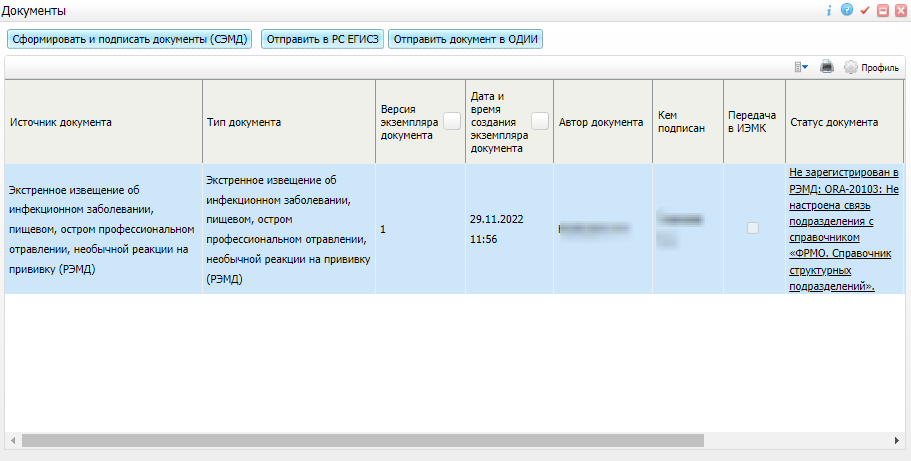 Документы
Сформировать и подписать документы (СЭМД)
Отправить в РС ЕГИСЗ
Отправить документ в ОДИИ
Профиль
Источник документа
Тип документа
Версия
экземпляра
документа
Дата и
время
создания
экземпляра
документа
Автор документа
Кем
подписан
Передача
в ИЭМК
Статус документа
Экстренное извещение об
инфекционном заболевании,
пищевом, остром профессиональном
отравлении, необычной реакции на
прививку (РЭМД)
Экстренное извещение об
инфекционном заболевании,
пищевом, остром
профессиональном отравлении,
необычной реакции на прививку
(РЭМД)
1
29.11.2022
11:56
Не зарегистрирован в
РЭМД: ORA-20103: Не
настроена связь
подразделения с
справочником
«ФРМО. Справочник
структурных
подразделений».